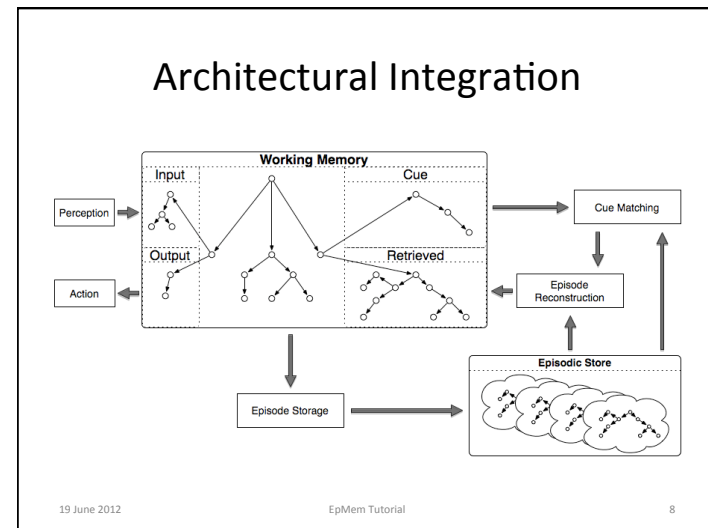 Architectural Integration
Working Memory
Input
Cue
Perception
Cue Matching
Output
Retrieved
Action
Episode
Reconstruction
Episodic Store
Episode Storage
19 June 2012
EpMem Tutorial
8